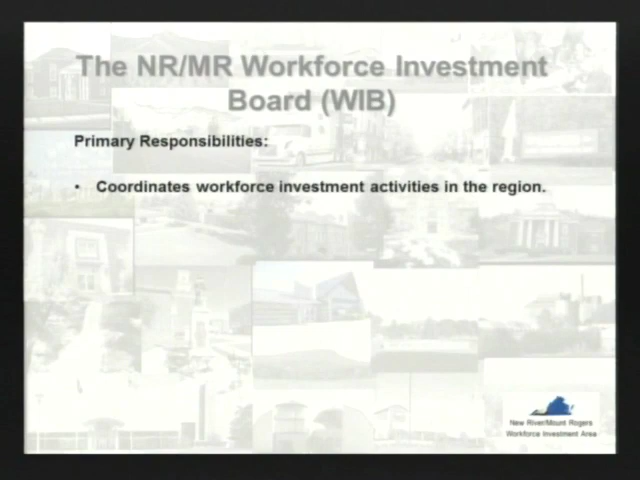 The NR/MR Workforce Investment
Board (WIB)
Primary Responsibilities:
• Coordinates workforce investment activities in the region.
New River/Mount Rogers
Workforce Investment Area